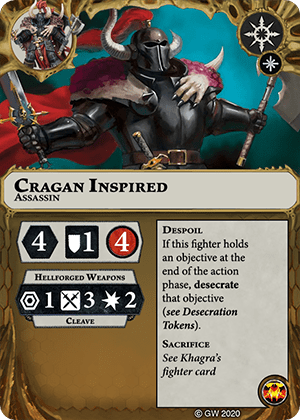 Cragan Inspired
Assassin
4 1 4
Hellforged Weapons
1 3 2
Cleave
Despoil
If this fighter holds
an objective at the
end of the action
phase, desecrate
that objective
(see Desecration
Tokens).
Sacrifice
See Khagra's
fighter card
© GW 2020